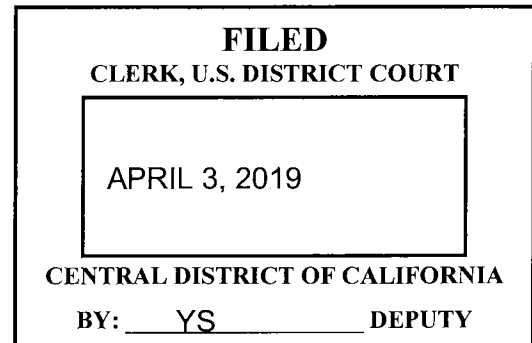 FILED
CLERK, U.S. DISTRICT COURT
APRIL 3, 2019
CENTRAL DISTRICT OF CALIFORNIA
BY: YS DEPUTY